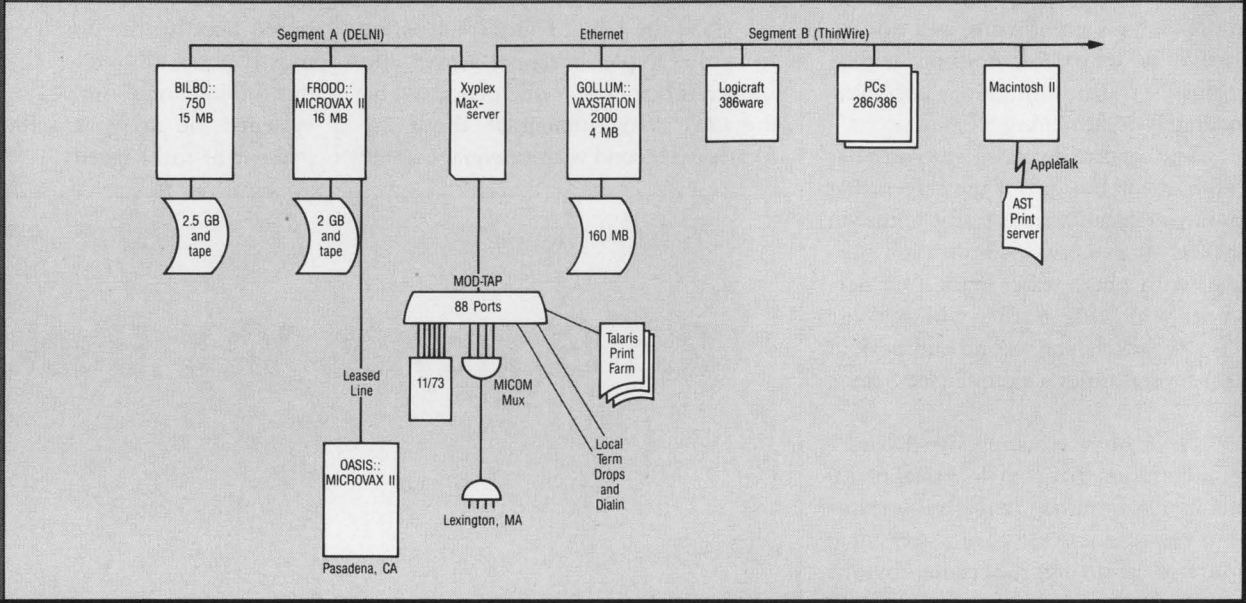 Segment A (DELNI)
Ethernet
Segment B (ThinWire)
BILBO::
750
15 MB
FRODO::
MICROVAX II
16 MB
Xyplex
Max-
server
GOLLUM::
VAXSTATION
2000
4 MB
Logicraft
386ware
PCs
286/386
Macintosh II
AppleTalk
AST
Print
server
2.5 GB
and
tape
2 GB
and
tape
160 MB
MOD-TAP
88 Ports
Talaris
Print
Farm
11/73
MICOM
Mux
Leased
Line
Local
Term
Drops
and
Dialin
OASIS::
MICROVAX II
Lexington, MA
Pasadena, CA